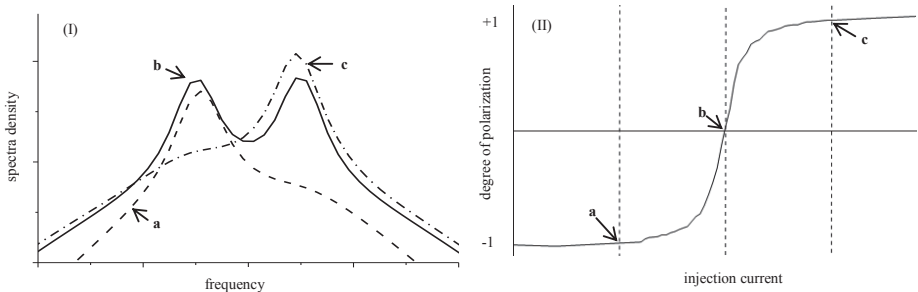 (I)
b
c
a
spectra density
frequency
(II)
+1
c
b
a
-1
degree of polarization
injection current